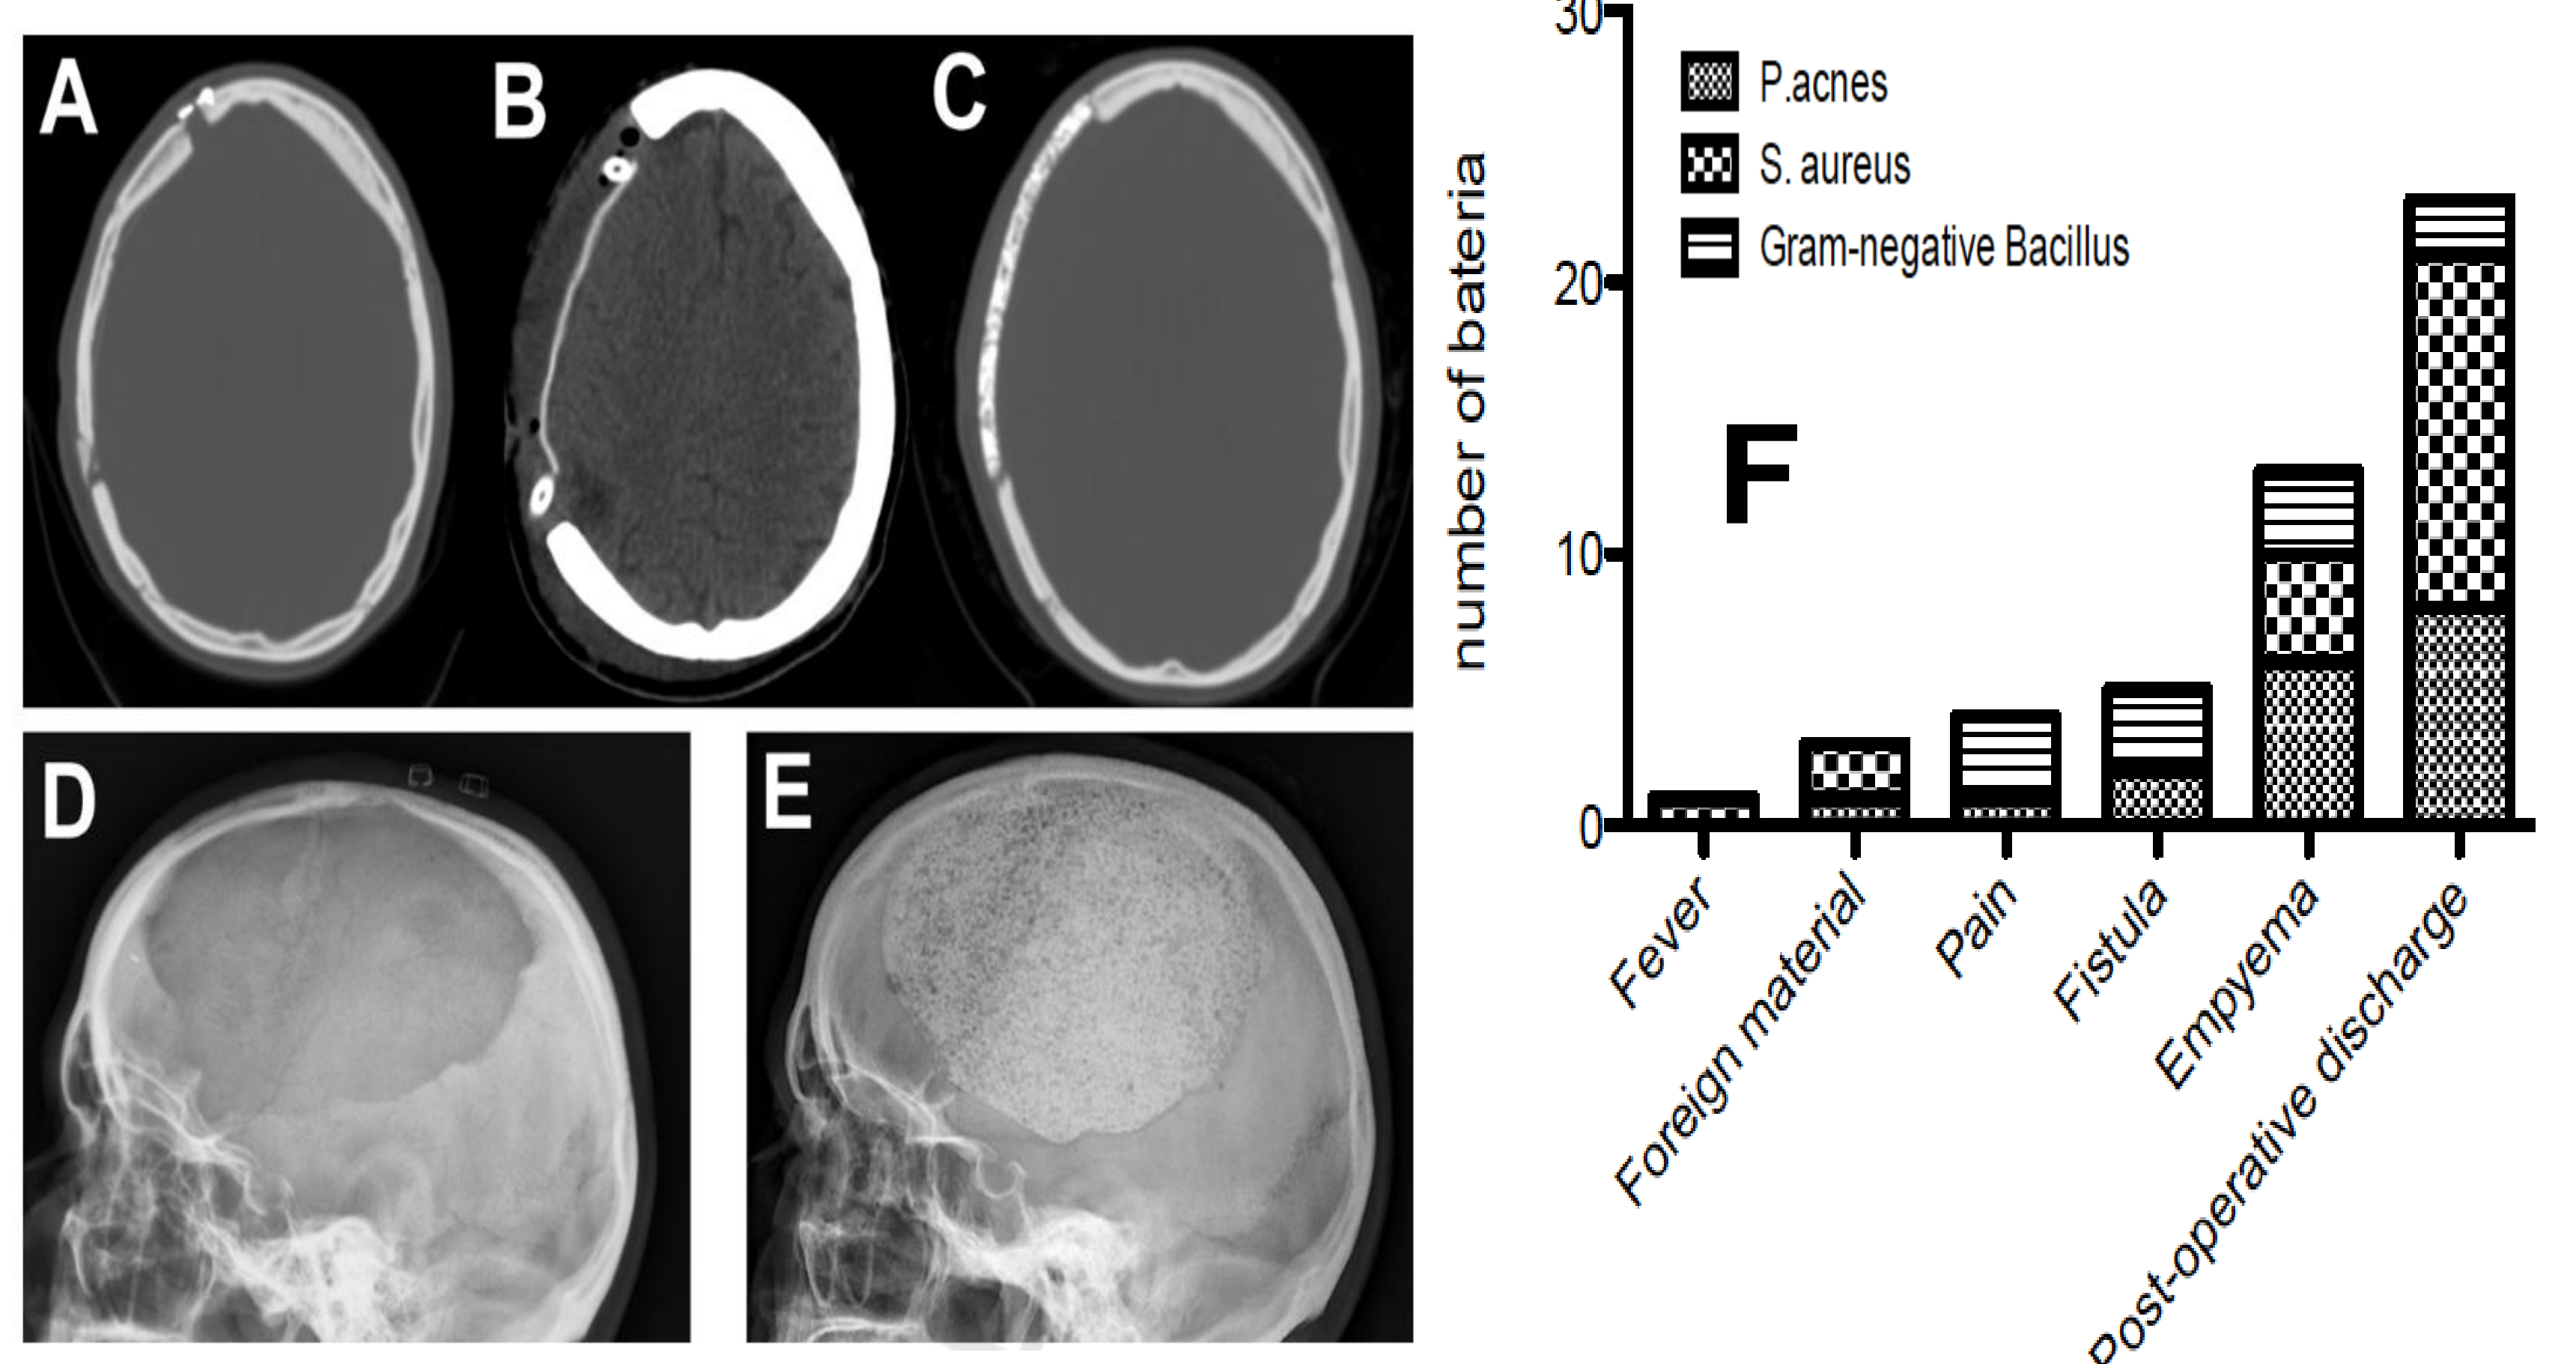 A
B
C
D
E
F
30
20
10
0
number of bateria
P.acnes
S. aureus
Gram-negative Bacillus
Fever
Foreign material
Pain
Fistula
Empyema
Post-operative discharge